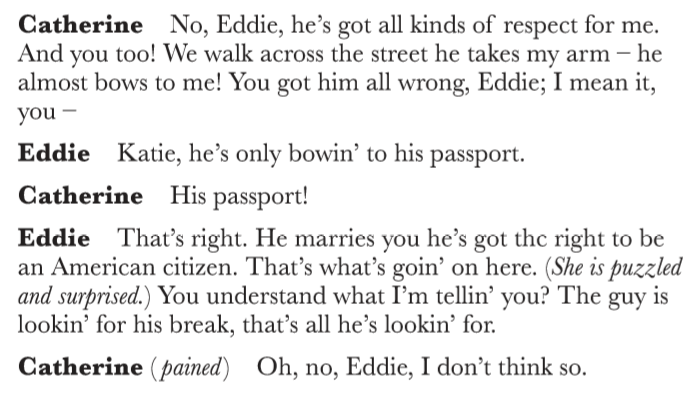 Catherine No, Eddie, he's got all kinds of respect for me.
And you too! We walk across the street he takes my arm – he
almost bows to me! You got him all wrong, Eddie; I mean it,
you –
Eddie Katie, he's only bowin' to his passport.
Catherine His passport!
Eddie That's right. He marries you he's got thc right to be
an American citizen. That's what's goin' on here. (She is puzzled
and surprised.) You understand what I'm tellin' you? The guy is
lookin' for his break, that's all he's lookin' for.
Catherine (pained) Oh, no, Eddie, I don't think so.